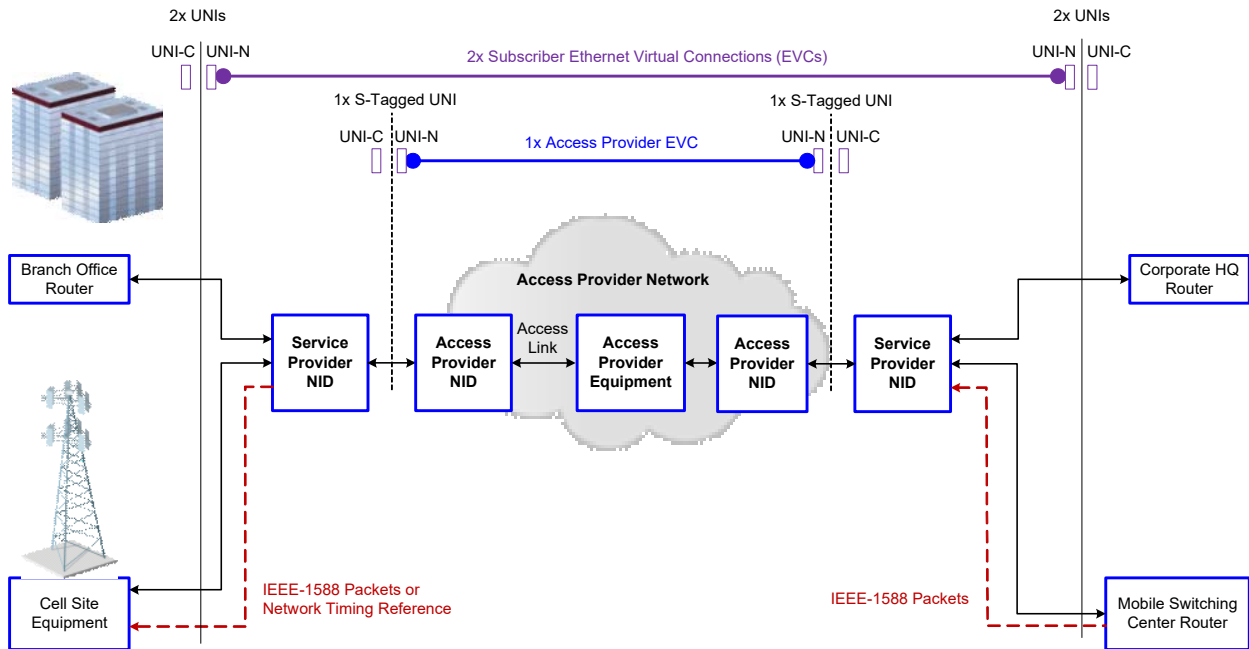 2x UNIs
2x UNIs
UNI-C
UNI-N
2x Subscriber Ethernet Virtual Connections (EVCs)
UNI-N
UNI-C
1x S-Tagged UNI
1x S-Tagged UNI
UNI-C
UNI-N
1x Access Provider EVC
UNI-N
UNI-C
Branch Office
Router
Access Provider Network
Corporate HQ
Router
Service
Provider
NID
Access
Provider
NID
Access
Link
Access
Provider
Equipment
Access
Provider
NID
Service
Provider
NID
Cell Site
Equipment
IEEE-1588 Packets or
Network Timing Reference
IEEE-1588 Packets
Mobile Switching
Center Router